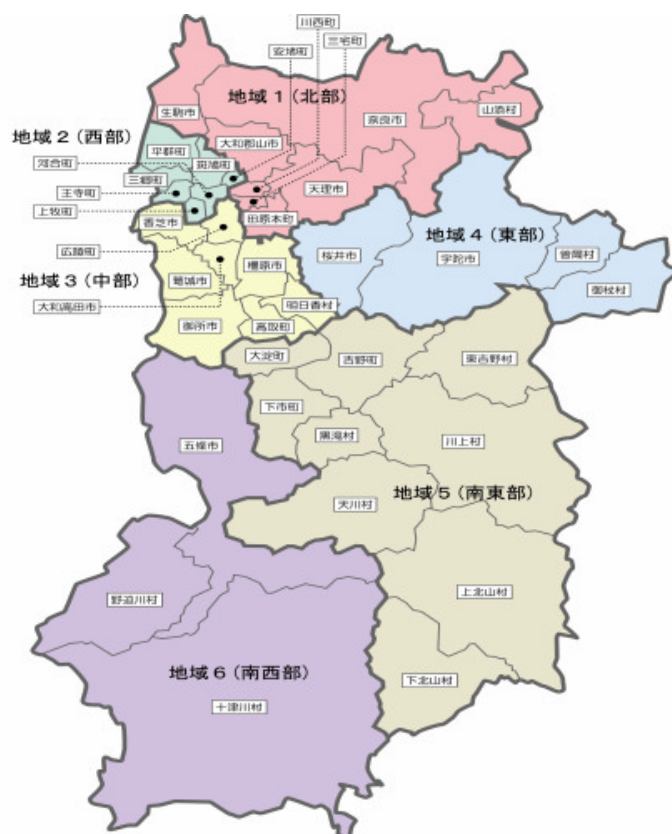 川西町
三宅町
安堵町
地域1(北部)
山添村
生駒市
奈良市
地域2(西部)
大和郡山市
平群町
河合町
斑鳩町
三郷町
天理市
王寺町
上牧町
田原本町
香芝市
広陵町
地域4(東部)
桜井市
宇陀市
曽爾村
橿原市
地域3(中部)
葛城市
御杖村
大和高田市
明日香村
御所市
高取町
大淀町
吉野町
東吉野村
下市町
黒滝村
五條市
川上村
地域5(南東部)
天川村
上北山村
野迫川村
地域6(南西部)
下北山村
十津川村